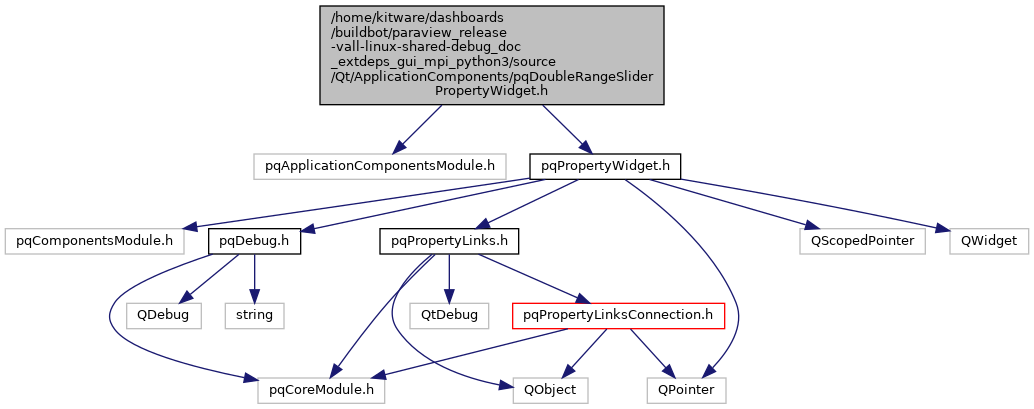 /home/kitware/dashboards
/buildbot/paraview_release
-vall-linux-shared-debug_doc
_extdeps_gui_mpi_python3/source
/Qt/ApplicationComponents/pqDoubleRangeSlider
PropertyWidget.h
pqApplicationComponentsModule.h
pqPropertyWidget.h
pqComponentsModule.h
pqDebug.h
pqPropertyLinks.h
QScopedPointer
QWidget
QDebug
string
QtDebug
pqPropertyLinksConnection.h
pqCoreModule.h
QObject
QPointer